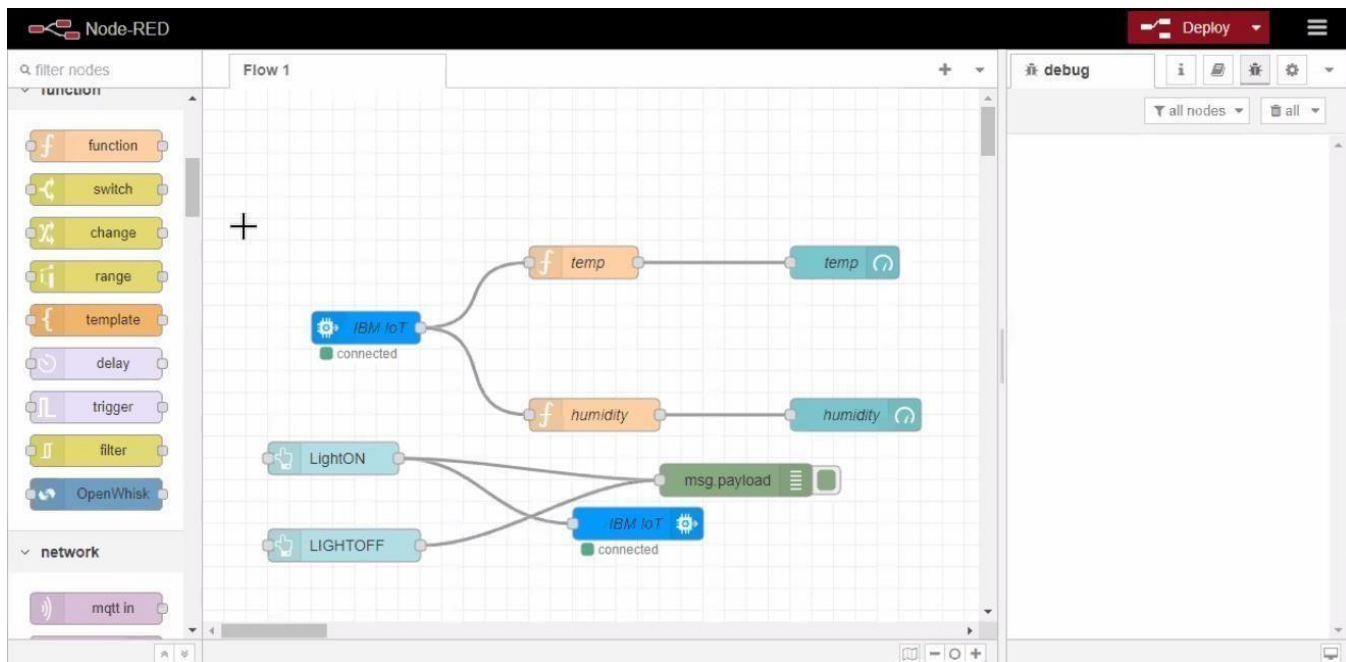 Node-RED
Deploy
filter nodes
Flow 1
debug
function
all nodes
all
function
switch
change
range
template
delay
trigger
filter
OpenWhisk
network
mqtt in
temp
temp
IBM IoT
connected
humidity
humidity
LightON
msg.payload
IBM IoT
connected
LIGHTOFF